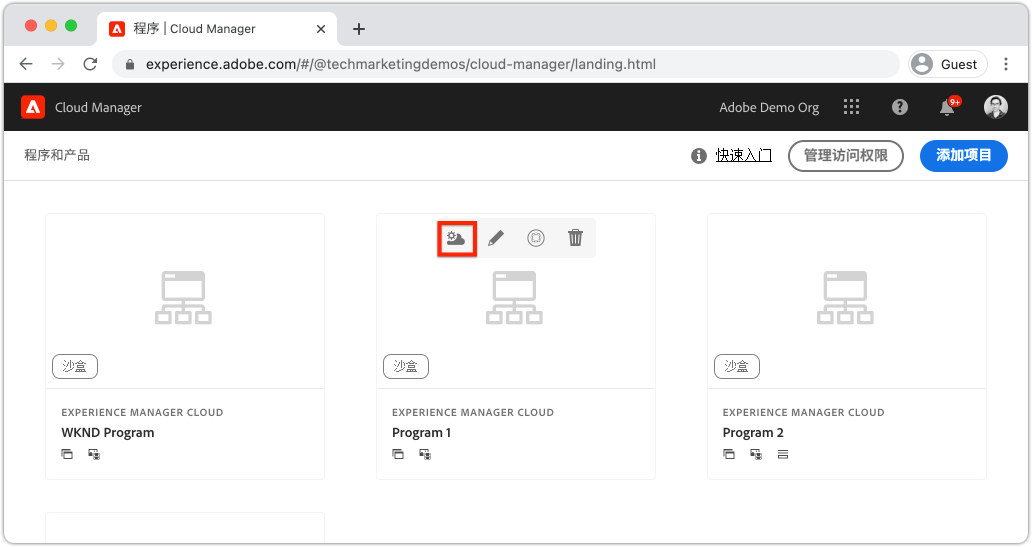 程序 | Cloud Manager
experience.adobe.com/#/@techmarketingdemos/cloud-manager/landing.html
Guest
Cloud Manager
Adobe Demo Org
9+
程序和产品
快速入门
管理访问权限
添加项目
沙盒
沙盒
沙盒
EXPERIENCE MANAGER CLOUD
WKND Program
EXPERIENCE MANAGER CLOUD
Program 1
EXPERIENCE MANAGER CLOUD
Program 2